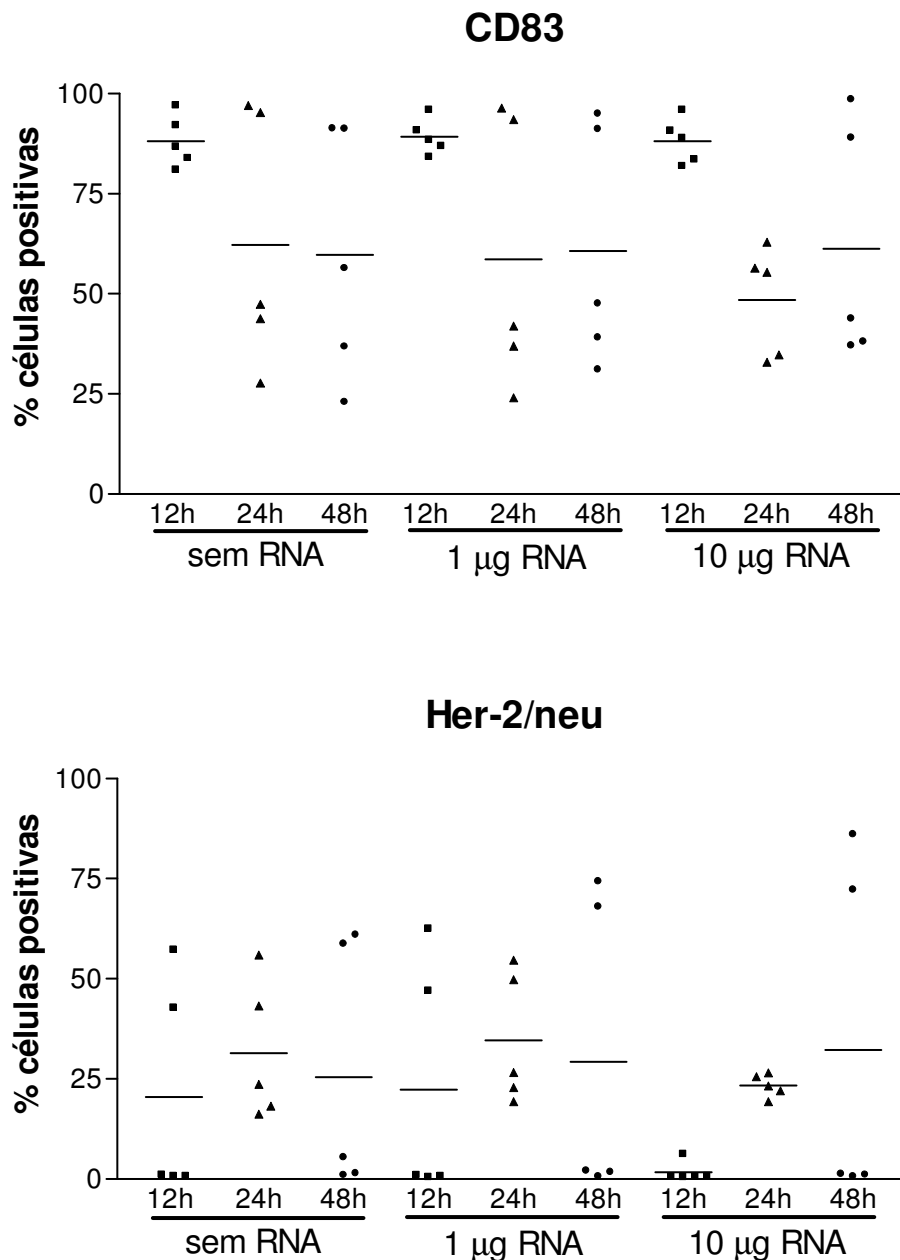 CD83
% células positivas
100
75
50
25
0
12h 24h 48h 12h 24h 48h 12h 24h 48h
sem RNA 1 μg RNA 10 μg RNA
Her-2/neu
% células positivas
100
75
50
25
0
12h 24h 48h 12h 24h 48h 12h 24h 48h
sem RNA 1 μg RNA 10 μg RNA